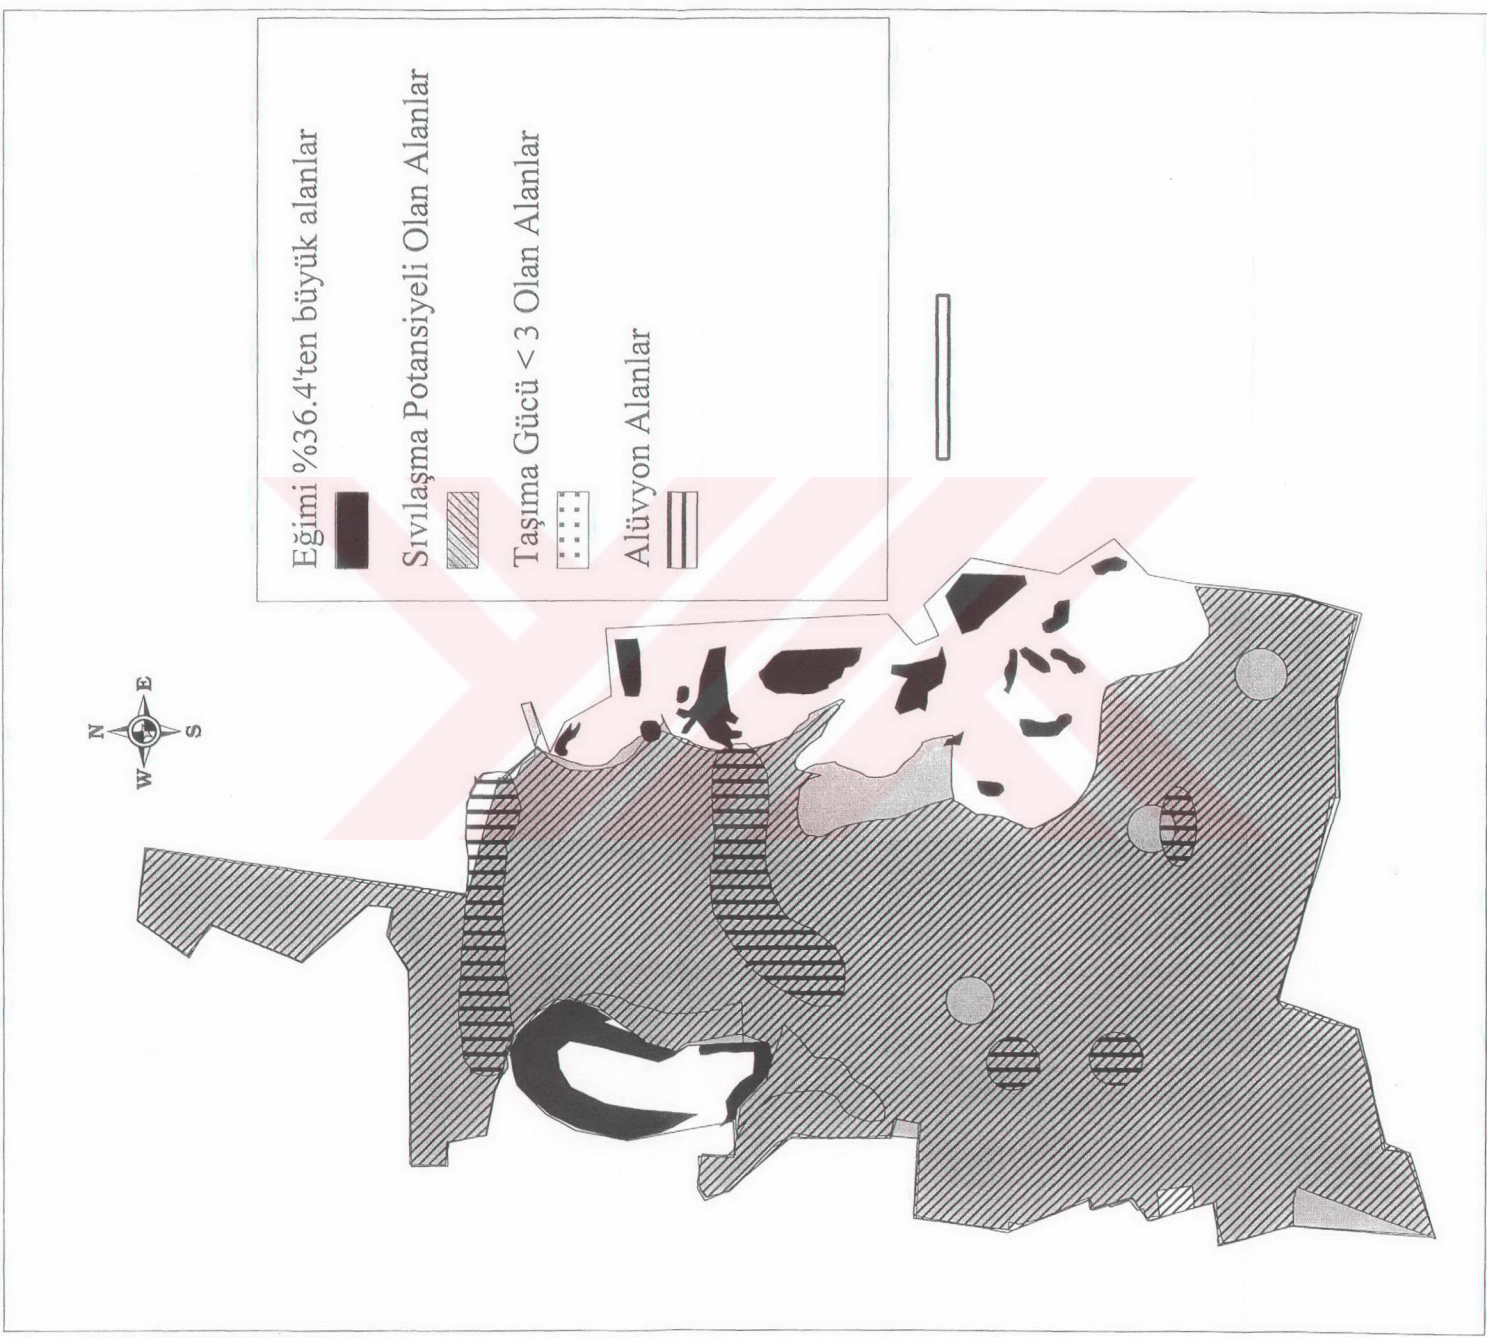 Eğimi %36.4'ten büyük alanlar
Sıvılaşma Potansiyeli Olan Alanlar
Taşıma Gücü < 3 Olan Alanlar
Alüvyon Alanlar
N
W
E
S